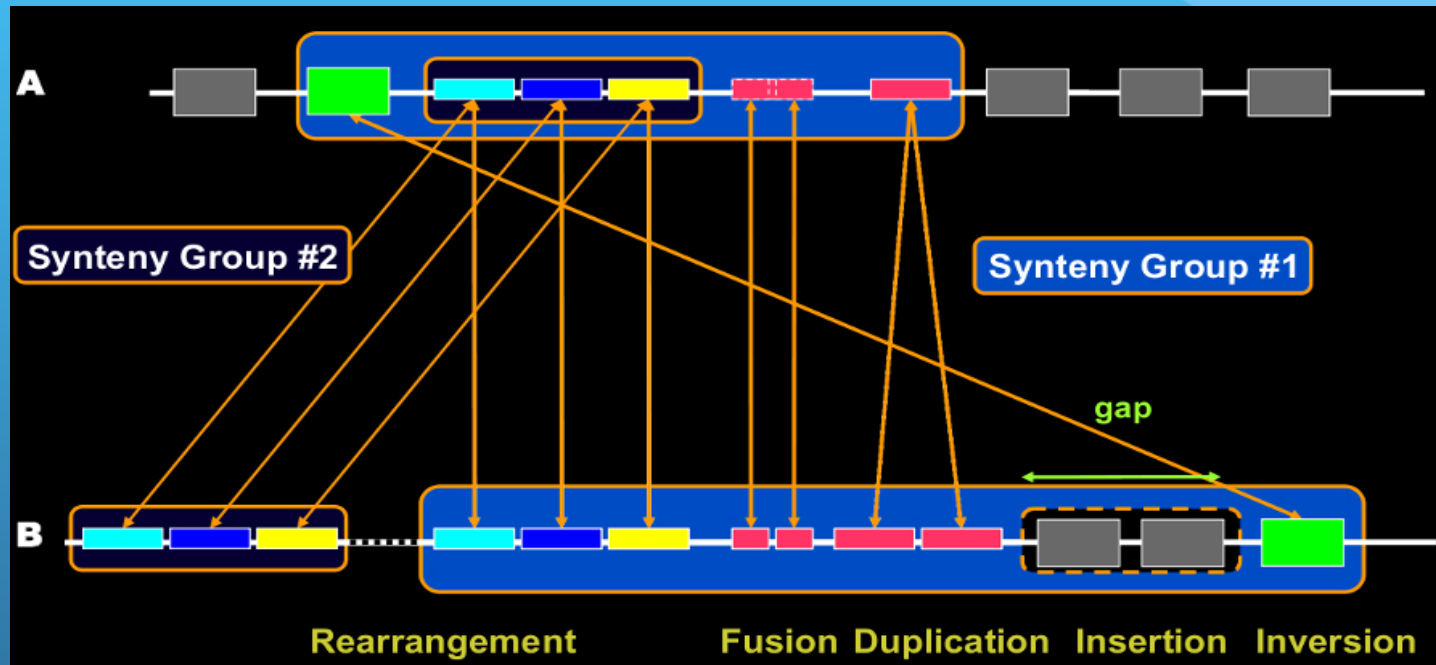 A
Synteny Group #2
Synteny Group #1
gap
B
Rearrangement Fusion Duplication Insertion Inversion